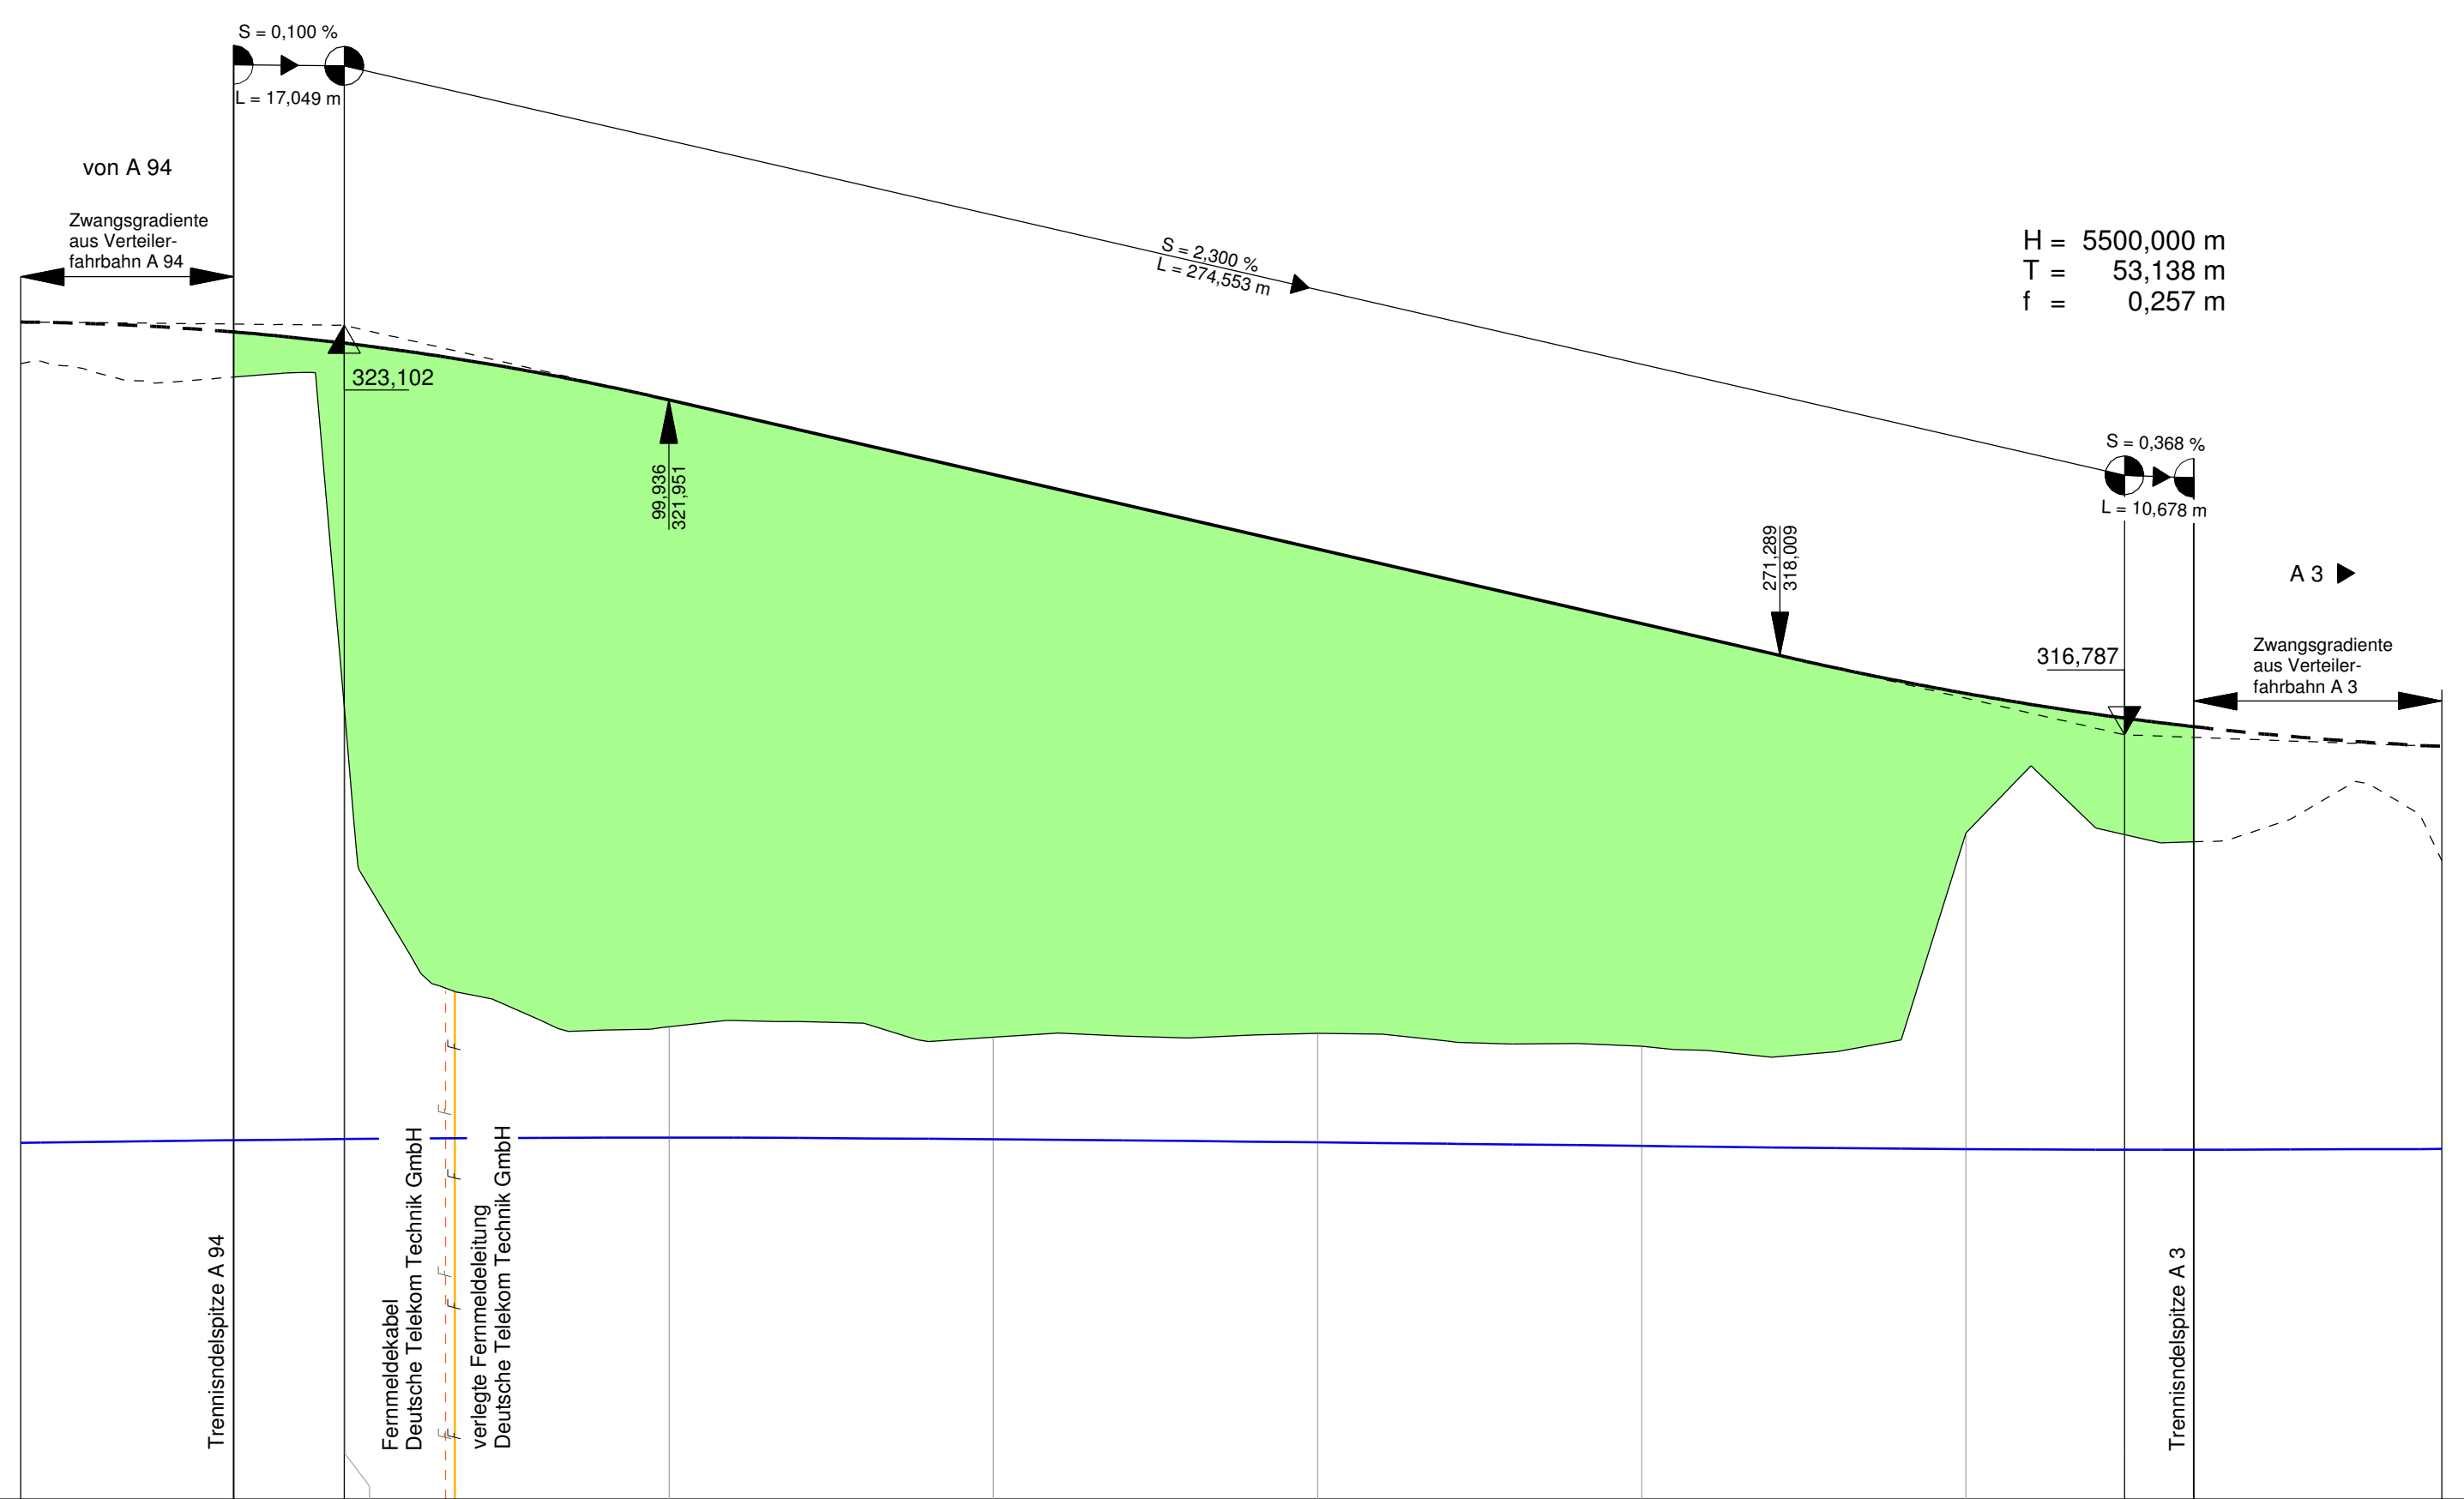 S = 0,100 %
L = 17,049 m
von A 94
Zwangsgradiente
aus Verteiler-
fahrbahn A 94
323,102
99,936
321,951
S = 2,300 %
L = 274,553 m
H = 5500,000 m
T = 53,138 m
f = 0,257 m
271,289
318,009
S = 0,368 %
L = 10,678 m
316,787
A 3
Zwangsgradiente
aus Verteiler-
fahrbahn A 3
Trennisndelspitze A 94
Fernmeldekabel
Deutsche Telekom Technik GmbH
verlegte Fernmeldeleitung
Deutsche Telekom Technik GmbH
Trennisndelspitze A 3